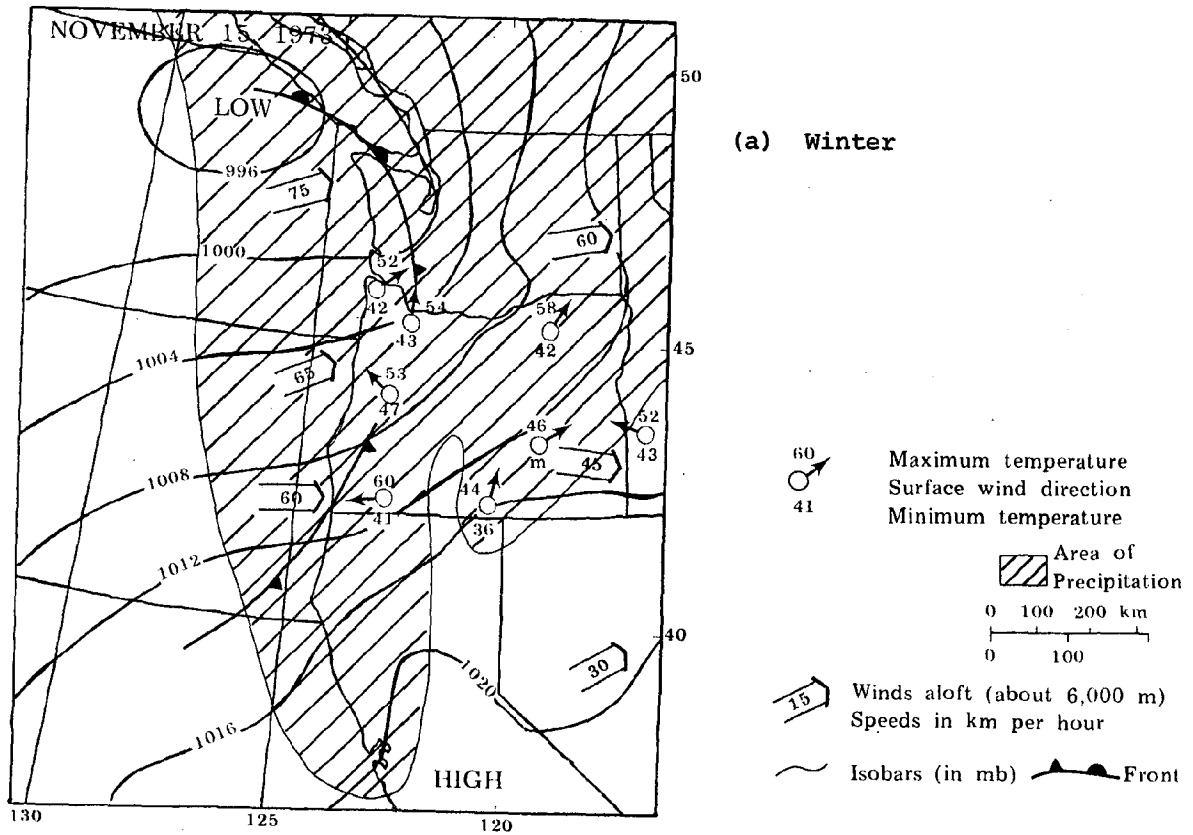 NOVEMBER 15, 1973
50
LOW
(a) Winter
996
75
60
1000
52
42
54
43
58
42
45
1004
65
53
47
46
m
52
43
45
1008
60
60
41
44
36
60
41
Maximum temperature
Surface wind direction
Minimum temperature
Area of
Precipitation
1012
0 100 200 km
0 100
40
30
1020
15
Winds aloft (about 6,000 m)
Speeds in km per hour
1016
Isobars (in mb)
Front
HIGH
130
125
120